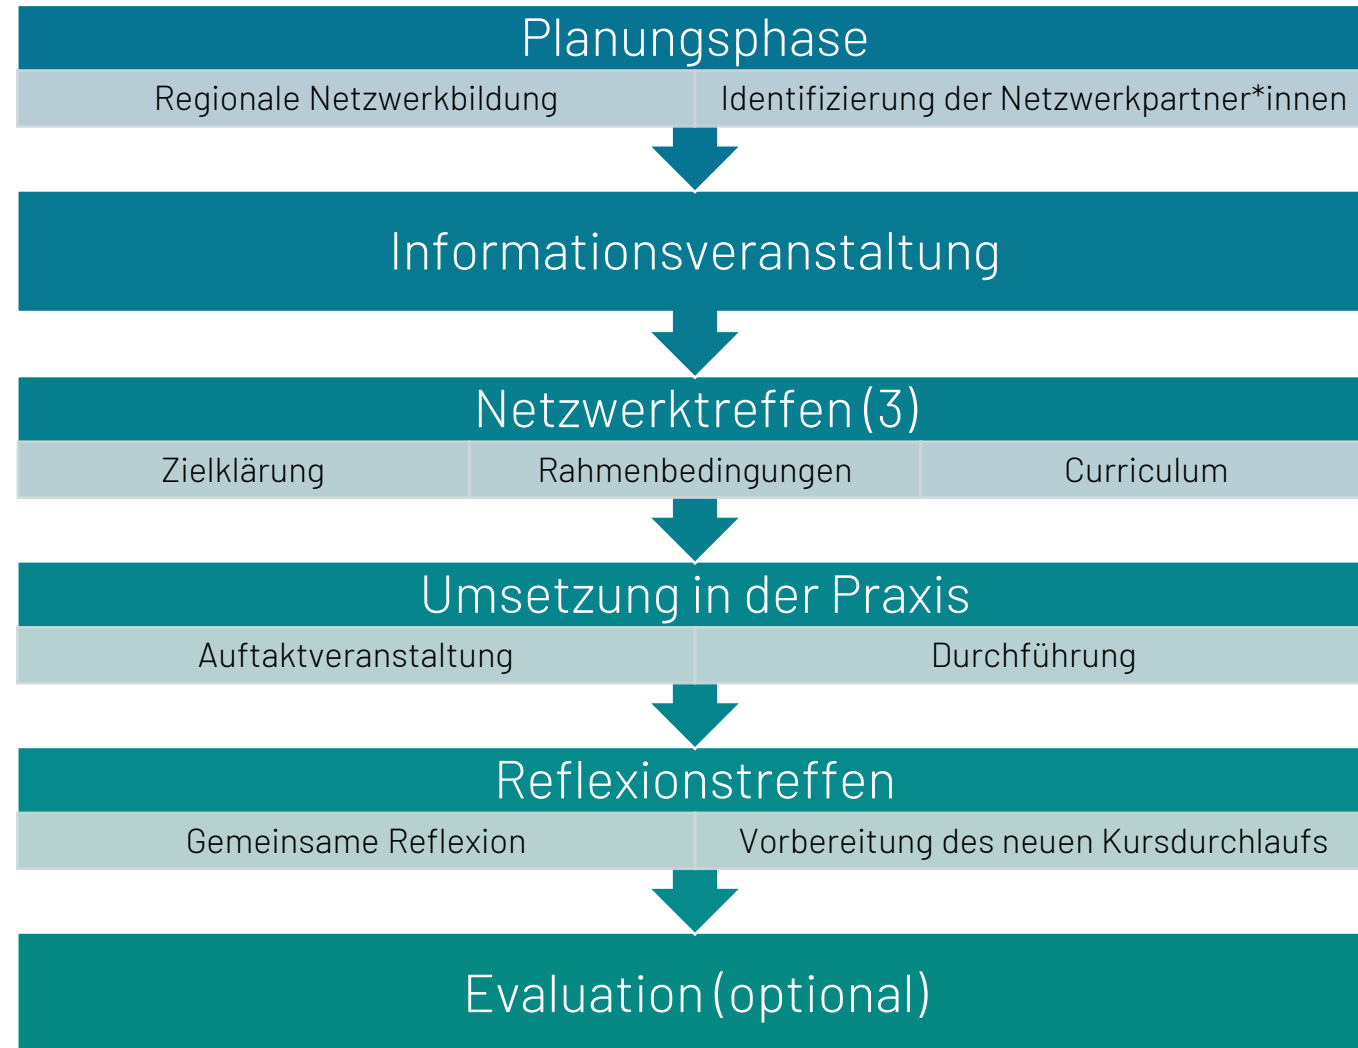 Planungsphase
Regionale Netzwerkbildung
Identifizierung der Netzwerkpartner*innen
Informationsveranstaltung
Netzwerktreffen (3)
Zielklärung
Rahmenbedingungen
Curriculum
Umsetzung in der Praxis
Auftaktveranstaltung
Durchführung
Reflexionstreffen
Gemeinsame Reflexion
Vorbereitung des neuen Kursdurchlaufs
Evaluation (optional)